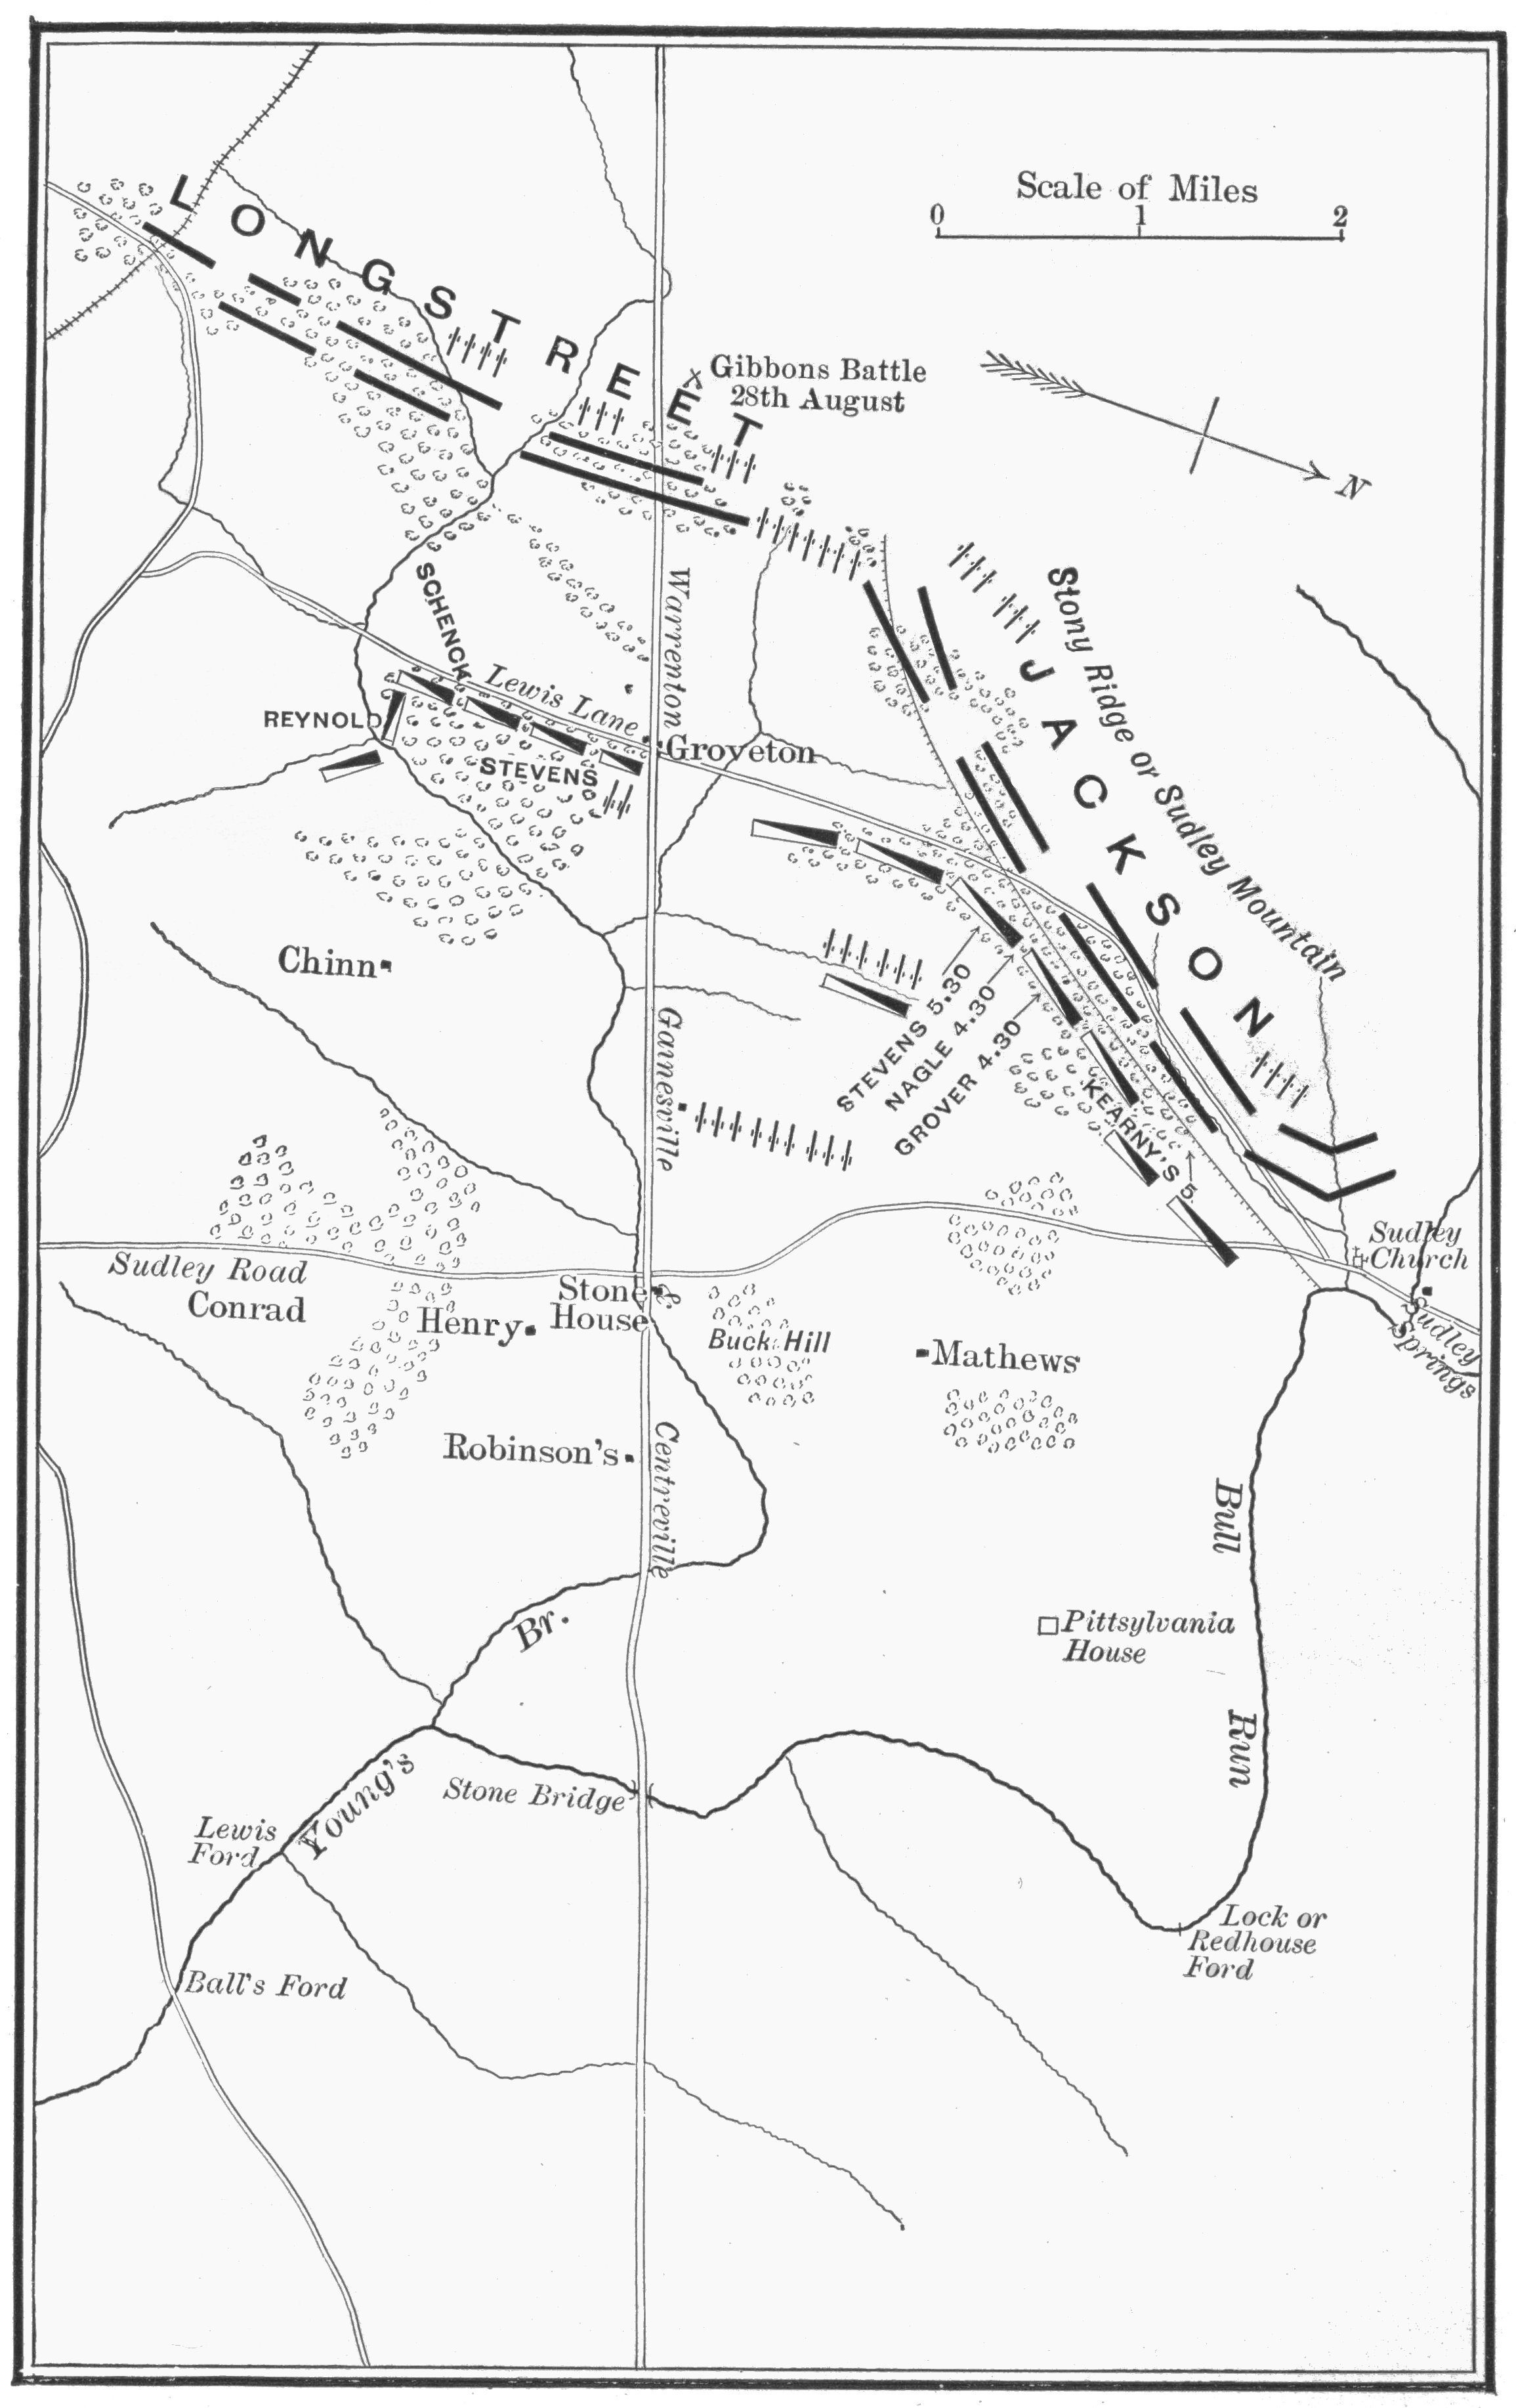 Scale of Miles
0 1 2
LONGSTREET
Gibbons Battle
28th August
N
Stony Ridge or Sudley Mountain
JACKSON
SCHENCK
Lewis Lane
Warrenton
REYNOLD
Groveton
STEVENS
Chinn
STEVENS 5.30
NAGLE 4.30
GROVER 4.30
KEARNY'S 5.
Gainesville
Sudley
Church
Sudley Road
Conrad
Stone
House
&
Henry
Buck Hill
Mathews
Sudley
Springs
Robinson's
Centreville
Bull
Run
Br.
Pittsylvania
House
Young's
Stone Bridge
Lewis
Ford
Lock or
Redhouse
Ford
Ball's Ford